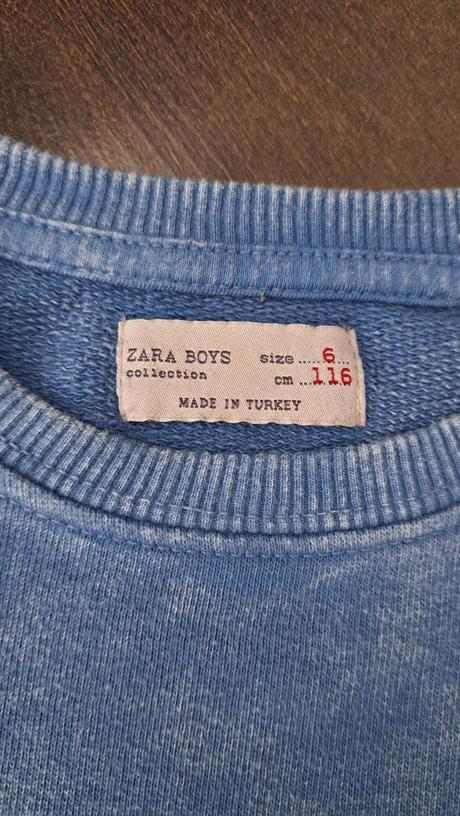 ZARA BOYS size.....6...
collection cm...116
MADE IN TURKEY